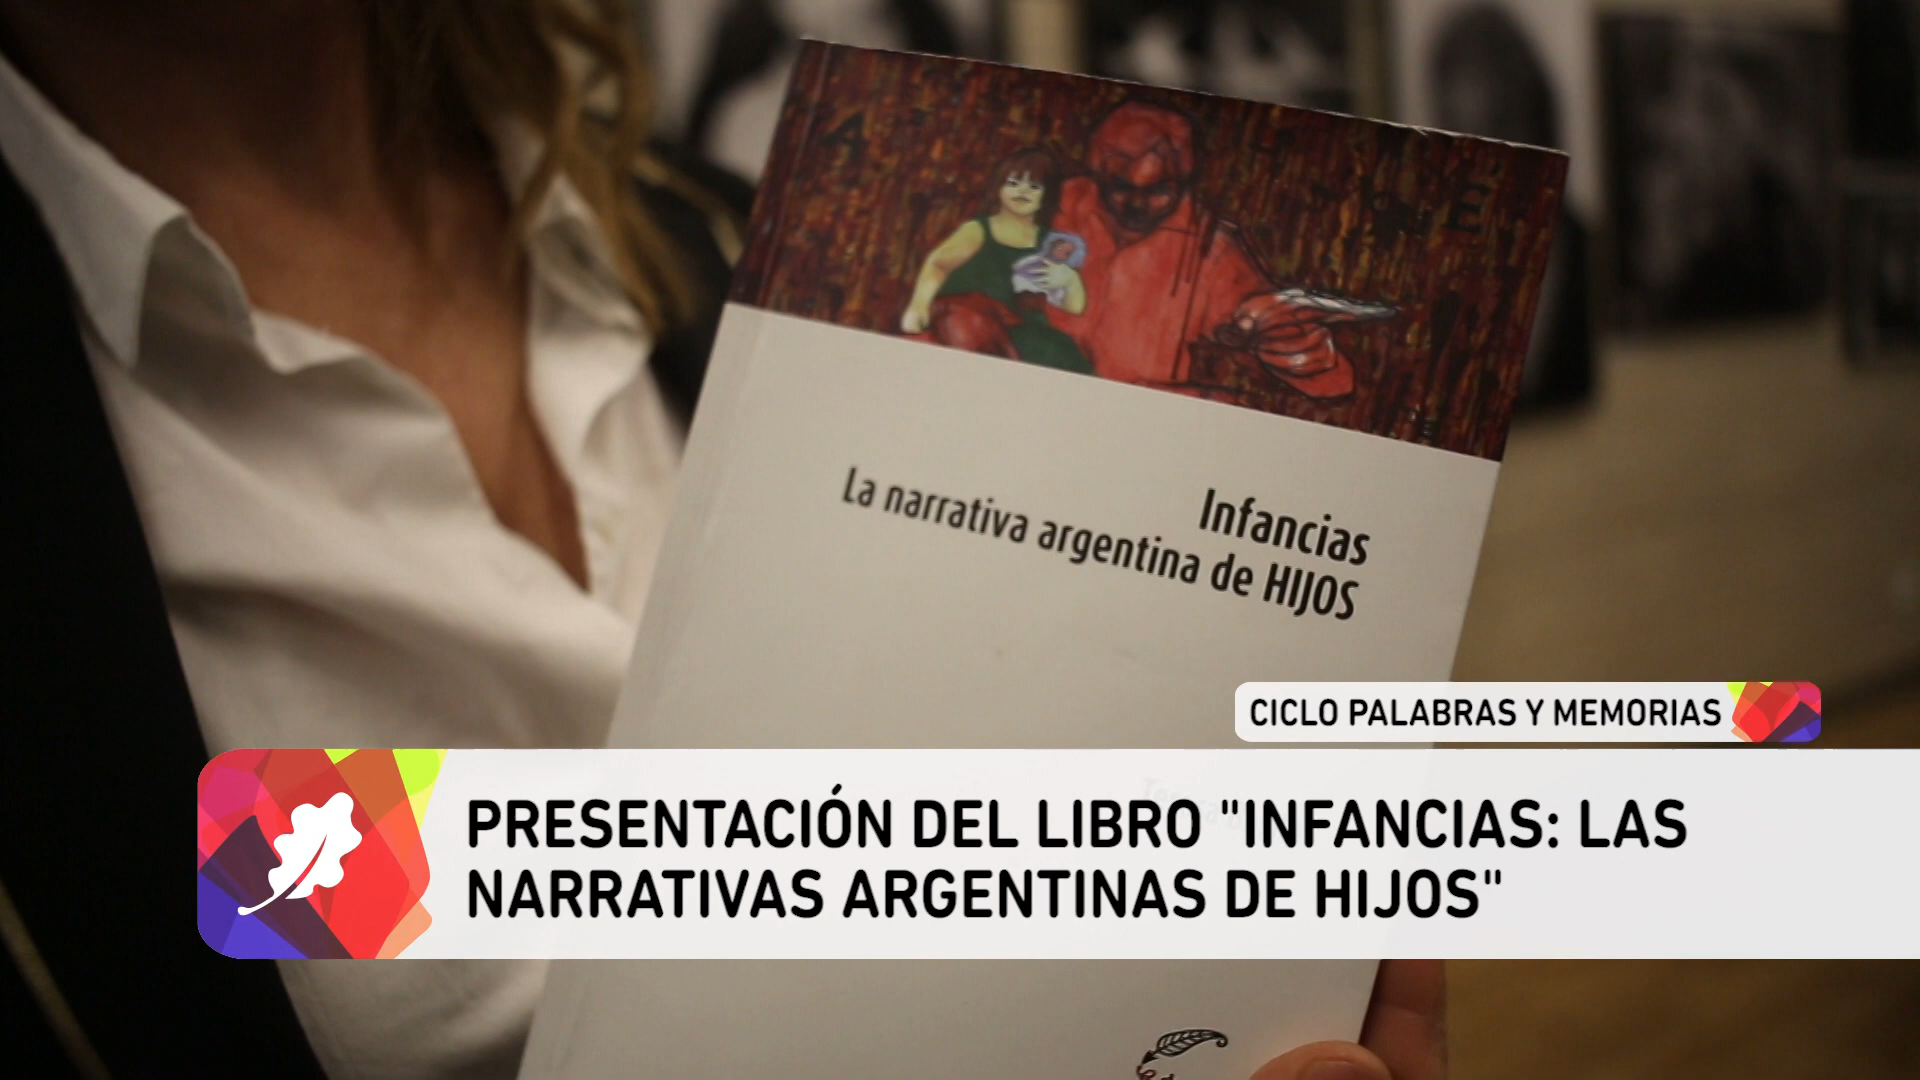 Infancias
La narrativa argentina de HIJOS
CICLO PALABRAS Y MEMORIAS
PRESENTACIÓN DEL LIBRO "INFANCIAS: LAS
NARRATIVAS ARGENTINAS DE HIJOS"